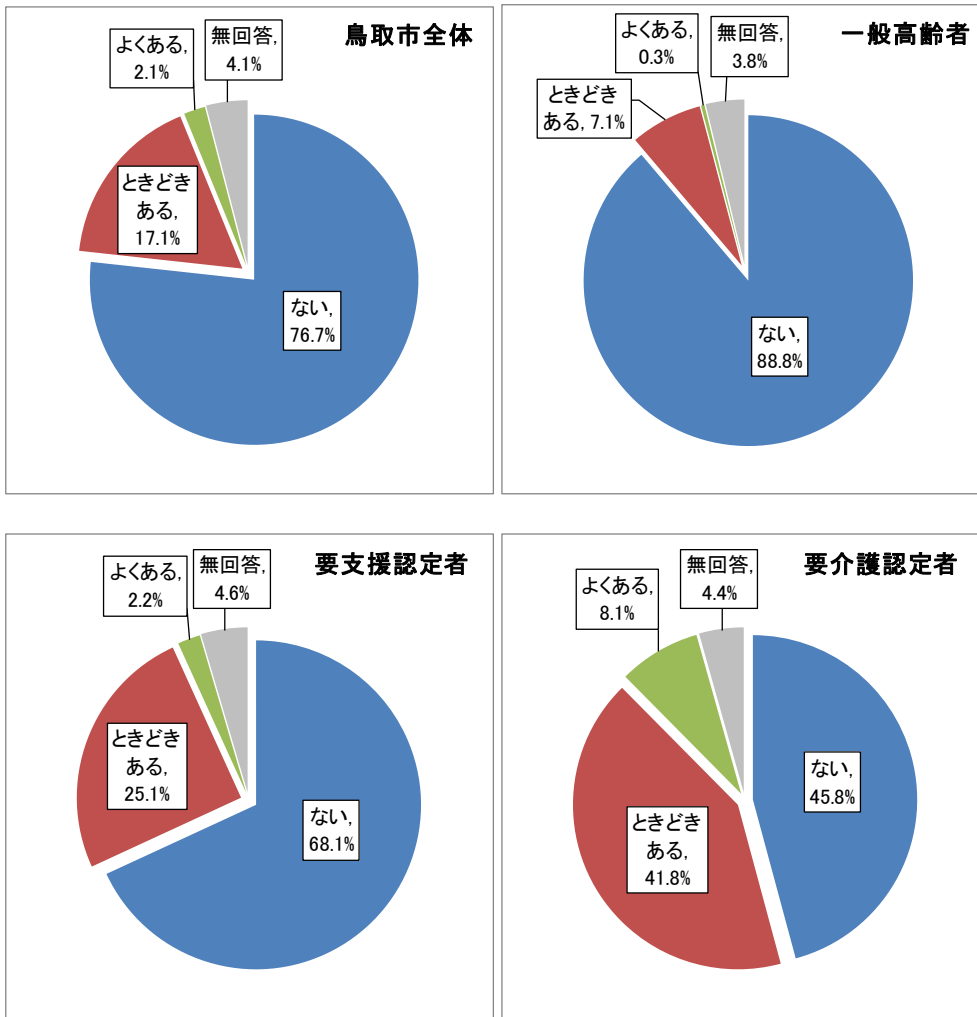 鳥取市全体
よくある,
2.1%
無回答,
4.1%
ときどき
ある,
17.1%
ない,
76.7%
一般高齢者
よくある,
0.3%
無回答,
3.8%
ときどき
ある, 7.1%
ない,
88.8%
要支援認定者
よくある,
2.2%
無回答,
4.6%
ときどき
ある,
25.1%
ない,
68.1%
要介護認定者
よくある,
8.1%
無回答,
4.4%
ときどき
ある,
41.8%
ない,
45.8%